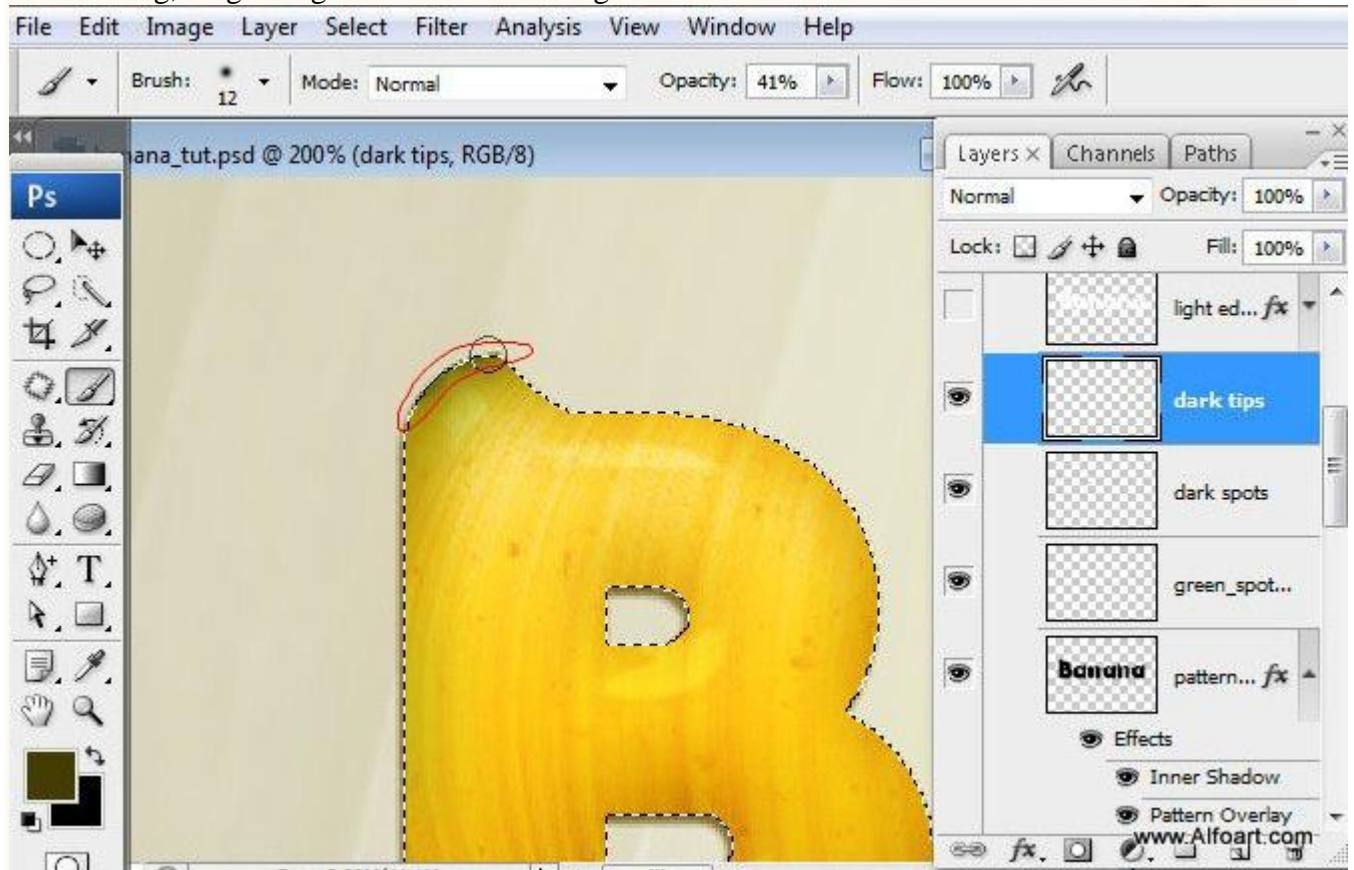 File Edit Image Layer Select Filter Analysis View Window Help
Brush: 12 Mode: Normal Opacity: 41% Flow: 100%
ana_tut.psd @ 200% (dark tips, RGB/8)
Layers × Channels Paths
Ps
Normal Opacity: 100%
Lock: Fill: 100%
light ed... fx
dark tips
dark spots
green_spot...
T
Banana pattern... fx
Effects
Inner Shadow
Pattern Overlay
www.Alfoart.com
fx.